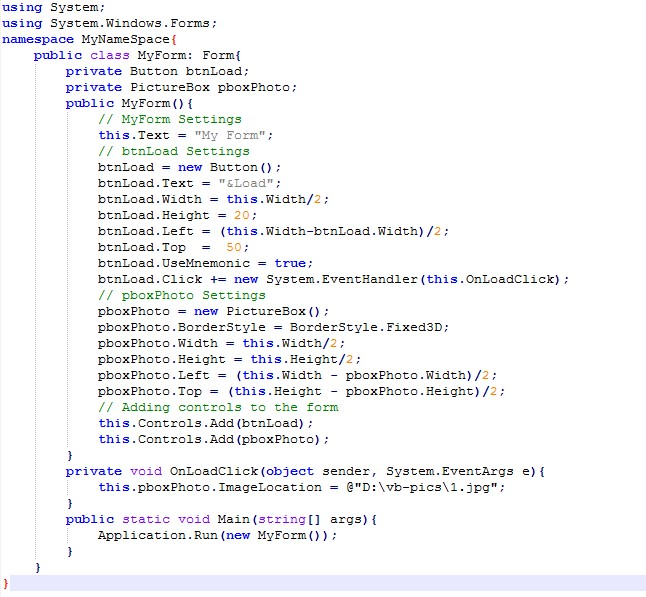 using System;
using System.Windows.Forms;
namespace MyNameSpace{
    public class MyForm: Form{
        private Button btnLoad;
        private PictureBox pboxPhoto;
        public MyForm(){
            // MyForm Settings
            this.Text = "My Form";
            // btnLoad Settings
            btnLoad = new Button();
            btnLoad.Text = "&Load";
            btnLoad.Width = this.Width/2;
            btnLoad.Height = 20;
            btnLoad.Left = (this.Width-btnLoad.Width)/2;
            btnLoad.Top  =  50;
            btnLoad.UseMnemonic = true;
            btnLoad.Click += new System.EventHandler(this.OnLoadClick);
            // pboxPhoto Settings
            pboxPhoto = new PictureBox();
            pboxPhoto.BorderStyle = BorderStyle.Fixed3D;
            pboxPhoto.Width = this.Width/2;
            pboxPhoto.Height = this.Height/2;
            pboxPhoto.Left = (this.Width - pboxPhoto.Width)/2;
            pboxPhoto.Top = (this.Height - pboxPhoto.Height)/2;
            // Adding controls to the form
            this.Controls.Add(btnLoad);
            this.Controls.Add(pboxPhoto);
        }
        private void OnLoadClick(object sender, System.EventArgs e){
            this.pboxPhoto.ImageLocation = @"D:\vb-pics\1.jpg";
        }
        public static void Main(string[] args){
            Application.Run(new MyForm());
        }
    }
}